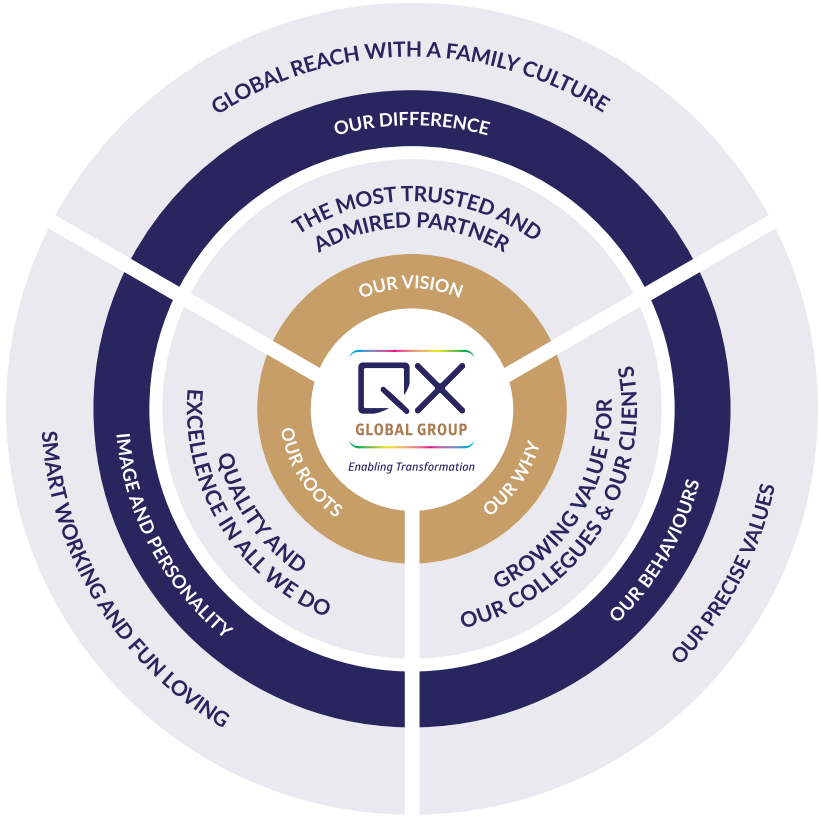 GLOBAL REACH WITH A FAMILY CULTURE
OUR DIFFERENCE
THE MOST TRUSTED AND
ADMIRED PARTNER
OUR VISION
QX
GLOBAL GROUP
Enabling Transformation
OUR ROOTS
QUALITY AND
EXCELLENCE IN ALL WE DO
IMAGE AND PERSONALITY
SMART WORKING AND FUN LOVING
OUR WHY
GROWING VALUE FOR
OUR COLLEGUES & OUR CLIENTS
OUR BEHAVIOURS
OUR PRECISE VALUES